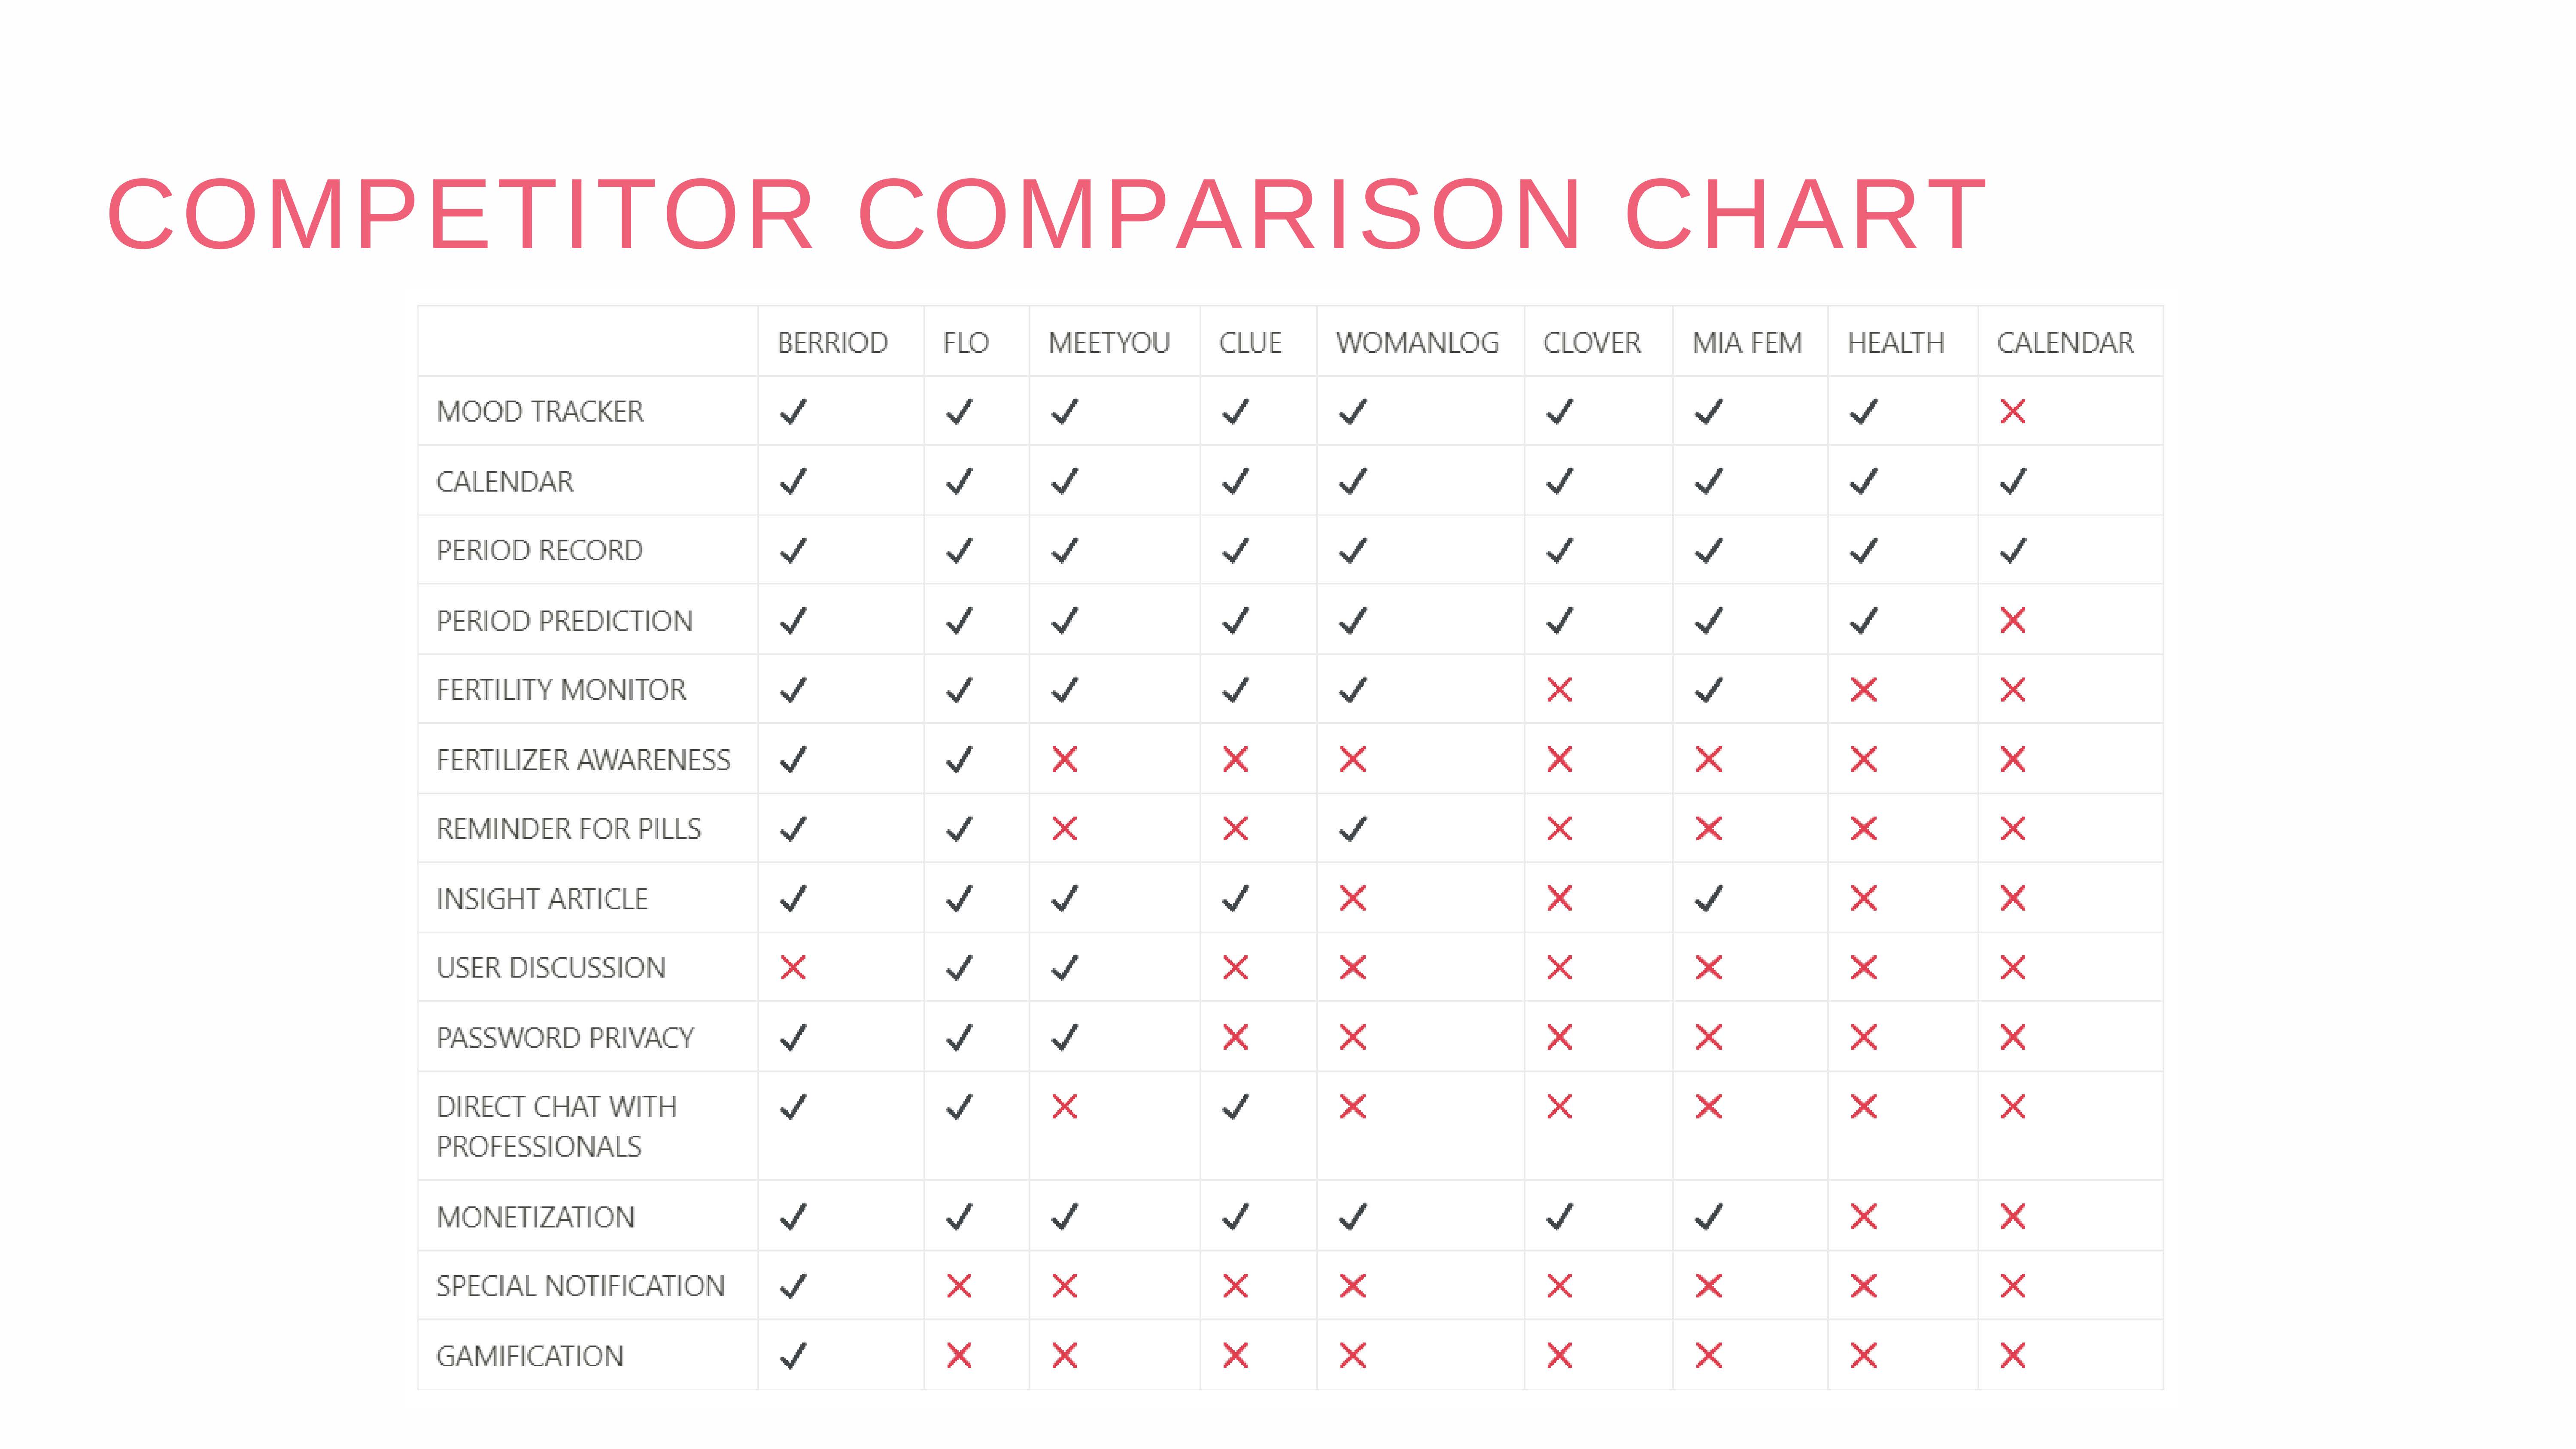 COMPETITOR COMPARISON CHART
BERRIOD FLO MEETYOU CLUE WOMANLOG CLOVER MIA FEM HEALTH CALENDAR
MOOD TRACKER
CALENDAR
PERIOD RECORD
PERIOD PREDICTION
FERTILITY MONITOR
FERTILIZER AWARENESS
REMINDER FOR PILLS
INSIGHT ARTICLE
USER DISCUSSION
PASSWORD PRIVACY
DIRECT CHAT WITH
PROFESSIONALS
MONETIZATION
SPECIAL NOTIFICATION
GAMIFICATION